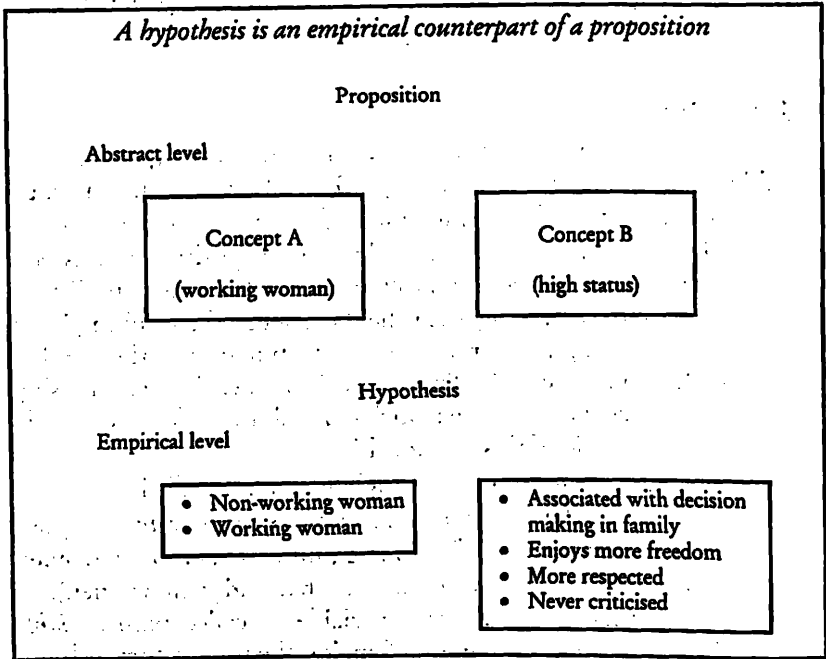 A hypothesis is an empirical counterpart of a proposition
Proposition
Abstract level
Concept A
(working woman)
Concept B
(high status)
Hypothesis
Empirical level
• Non-working woman
• Working woman
• Associated with decision
making in family
• Enjoys more freedom
• More respected
• Never criticised